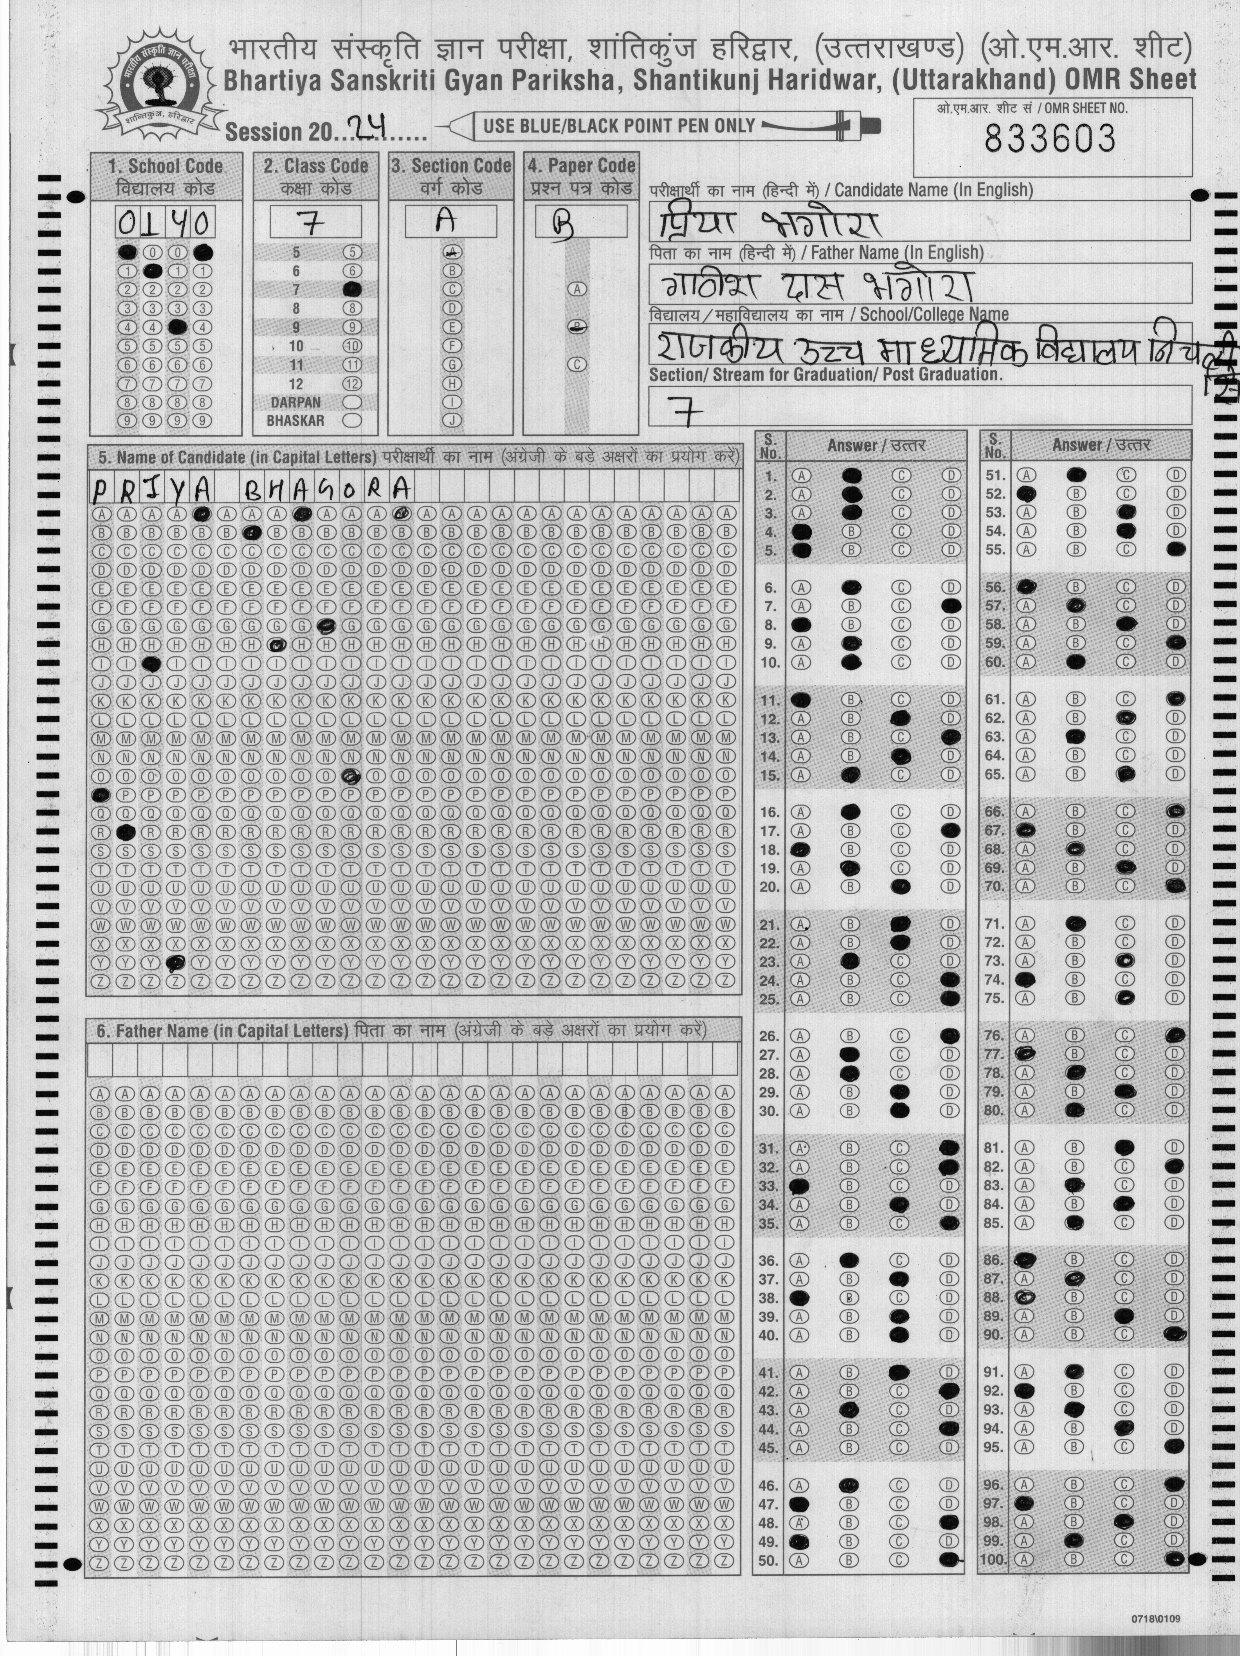 भारतीय संस्कृति ज्ञान परीक्षा, शांतिकुंज हरिद्वार, (उत्तराखण्ड) (ओ.एम.आर. शीट)
Bhartiya Sanskriti Gyan Pariksha, Shantikunj Haridwar, (Uttarakhand) OMR Sheet
Session 20..24.......
USE BLUE/BLACK POINT PEN ONLY
ओ.एम.आर. शीट सं / OMR SHEET NO.
833603
1. School Code
विद्यालय कोड
0140
2. Class Code
कक्षा कोड
7
3. Section Code
वर्ग कोड
A
4. Paper Code
प्रश्न पत्र कोड
B
परीक्षार्थी का नाम (हिन्दी में) / Candidate Name (In English)
प्रिया भगोरा
पिता का नाम (हिन्दी में) / Father Name (In English)
दास भगोरा
विद्यालय/महाविद्यालय का नाम / School/College Name
राजकीय उच्च माध्यमिक विद्यालय
Section/ Stream for Graduation/ Post Graduation.
7
5
6
7
8
9
10
11
12
DARPAN
BHASKAR
5. Name of Candidate (in Capital Letters) परीक्षार्थी का नाम (अंग्रेजी के बड़े अक्षरों का प्रयोग करें)
PRIYA BHAGORA
6. Father Name (in Capital Letters) पिता का नाम (अंग्रेजी के बड़े अक्षरों का प्रयोग करें)
S. No. Answer / उत्तर
S. No. Answer / उत्तर
0718\0109